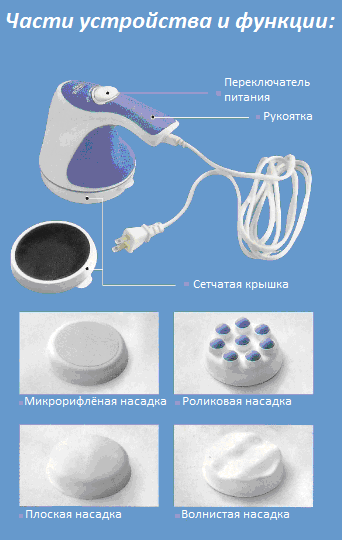 Части устройства и функции:
Переключатель
питания
Рукоятка
Сетчатая крышка
Микрорифлёная насадка
Роликовая насадка
Плоская насадка
Волнистая насадка